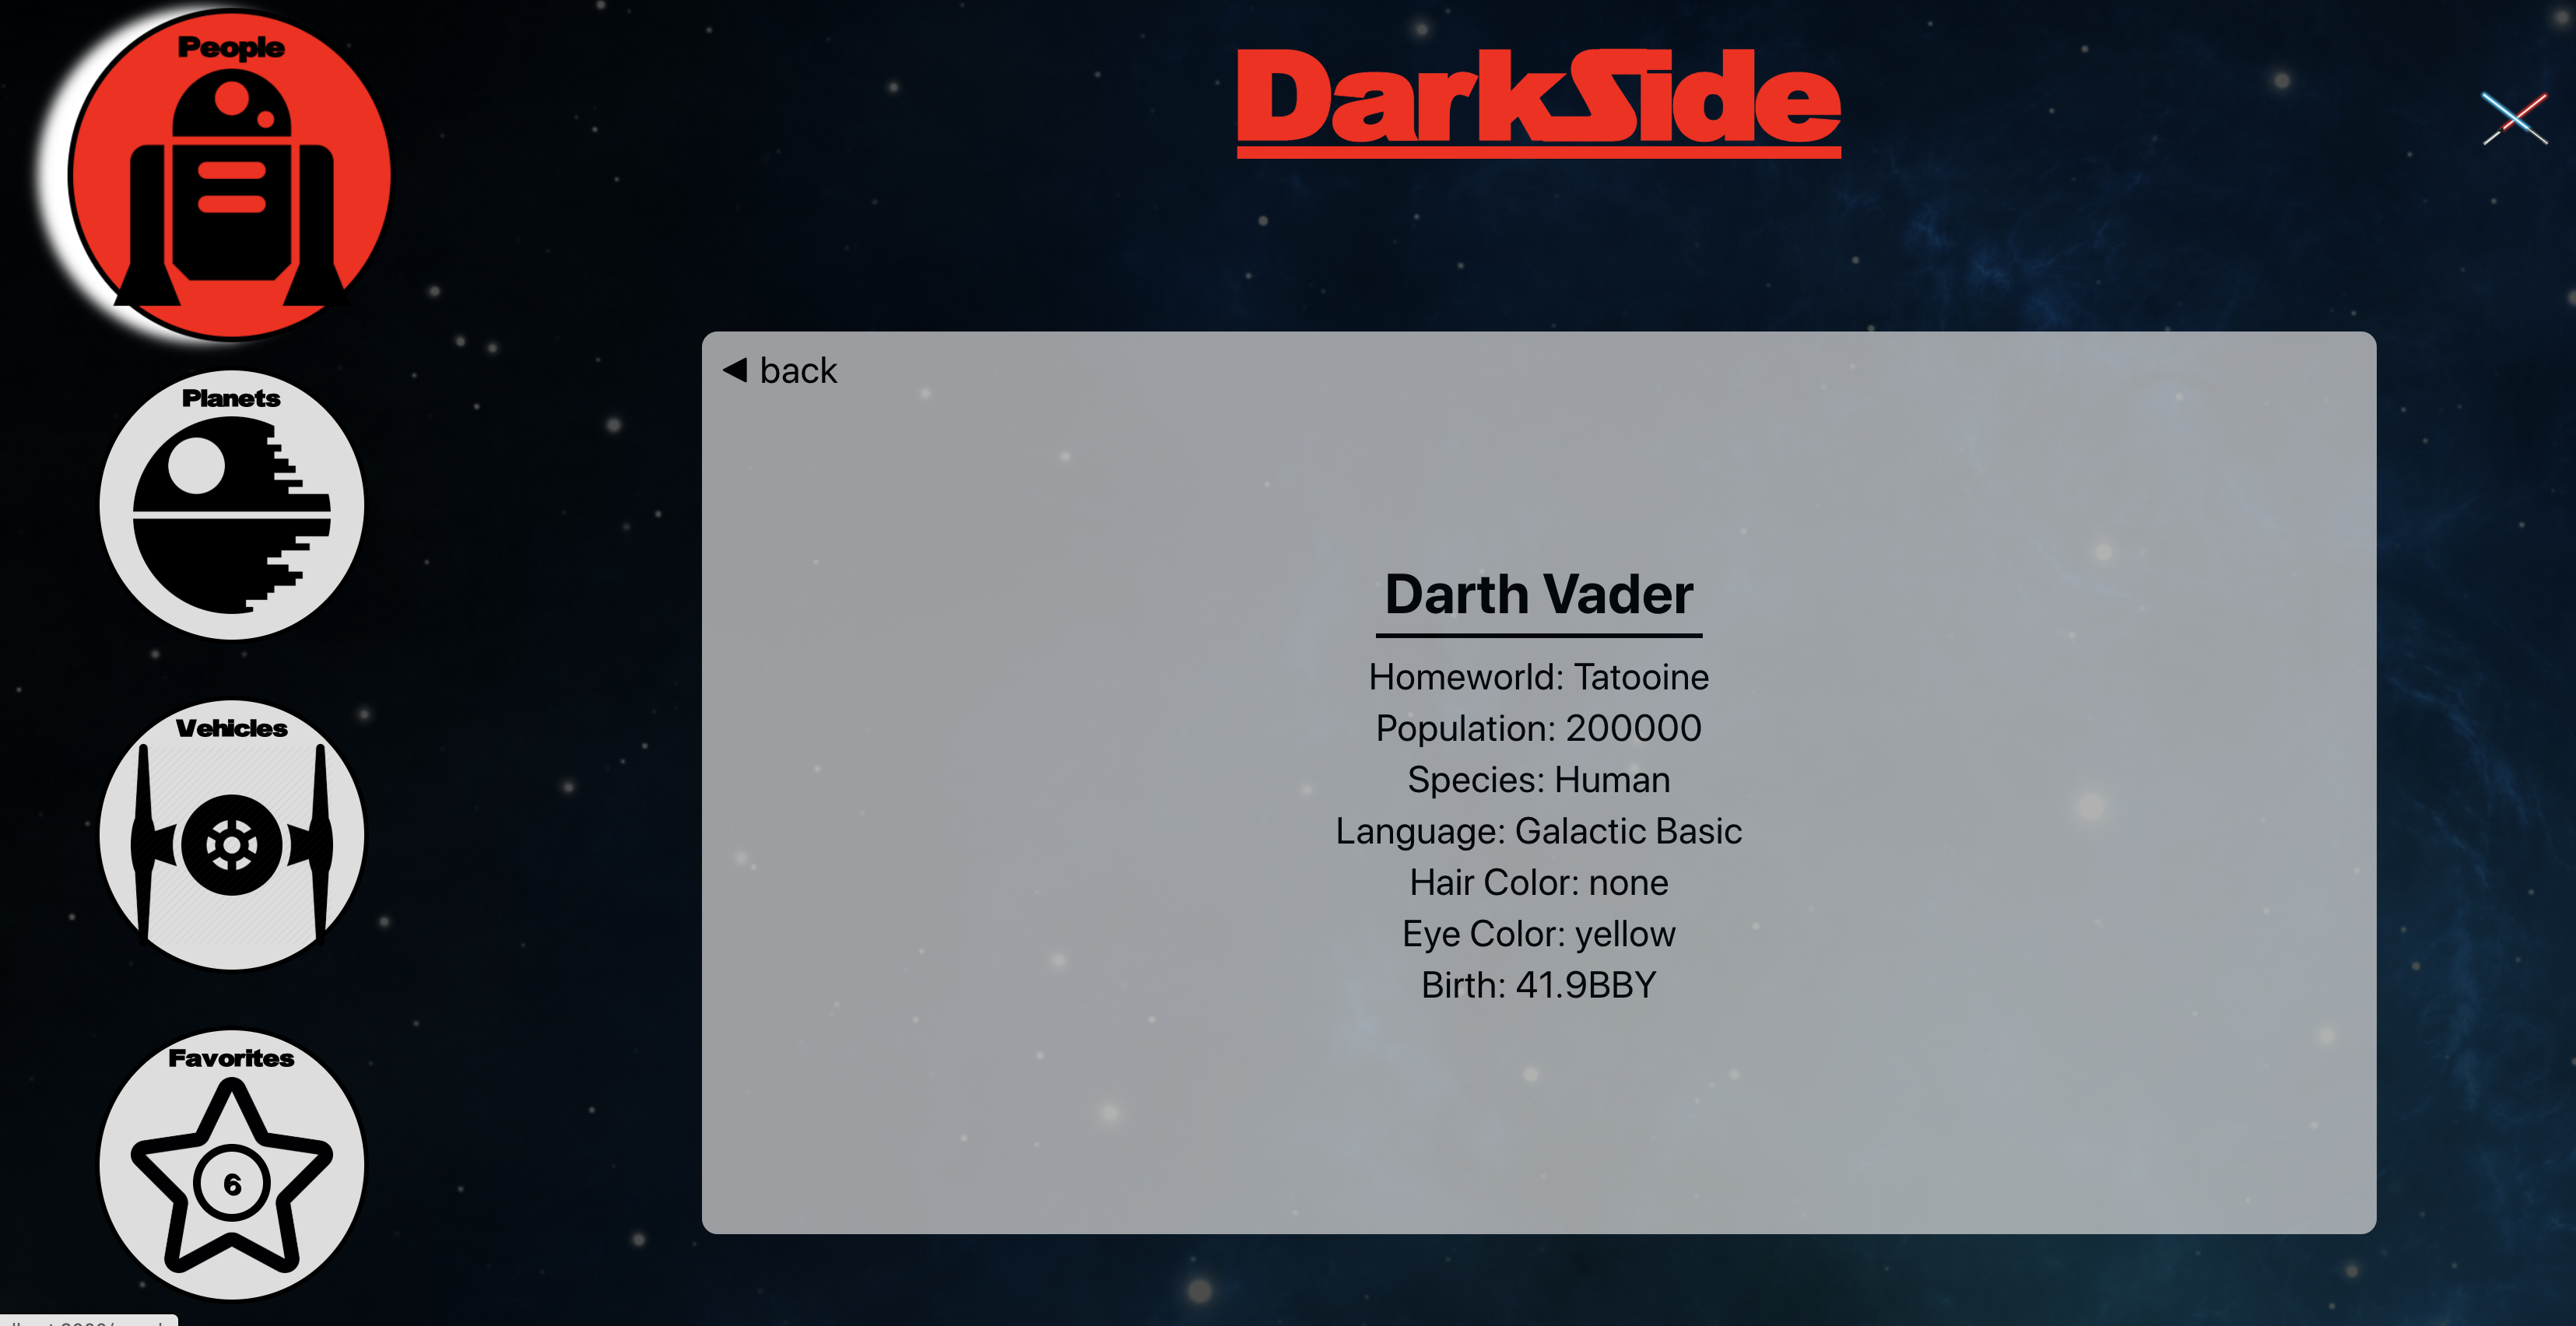 People
DarkSide
◀ back
Planets
Darth Vader
Homeworld: Tatooine
Population: 200000
Species: Human
Language: Galactic Basic
Hair Color: none
Eye Color: yellow
Birth: 41.9BBY
Vehicles
Favorites
6